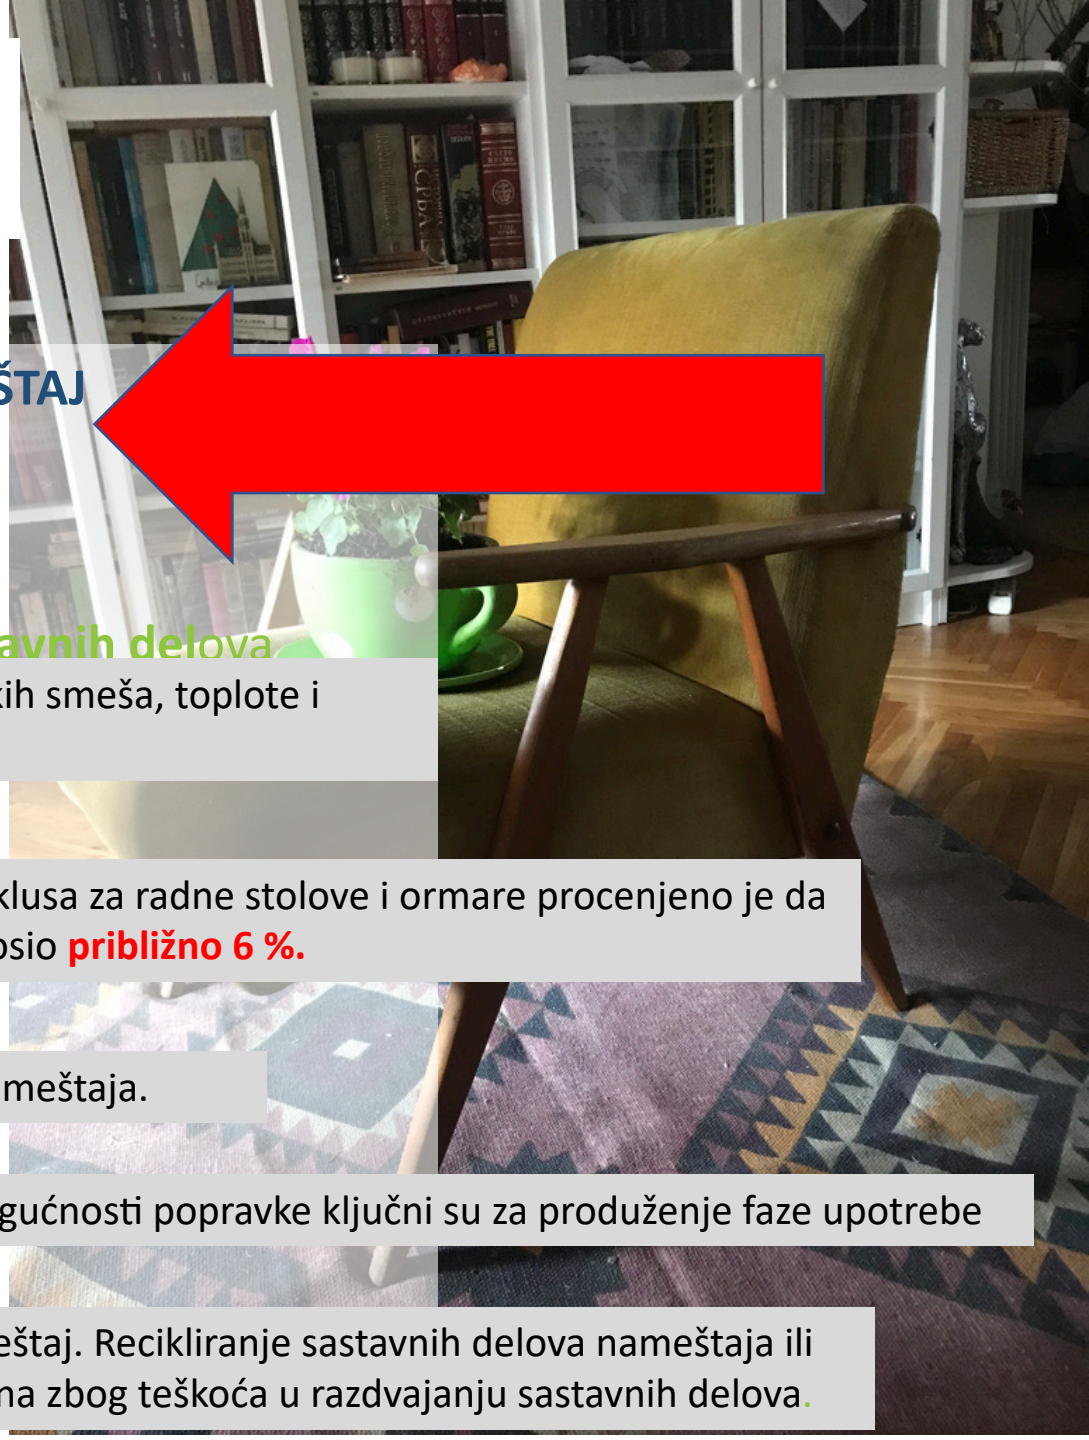 ŠTAJ
avnih delova
kih smeša, toplote i
klusa za radne stolove i ormare procenjeno je da
osio približno 6 %.
meštaja.
gućnosti popravke ključni su za produženje faze upotrebe
eštaj. Recikliranje sastavnih delova nameštaja ili
na zbog teškoća u razdvajanju sastavnih delova.
СРБА